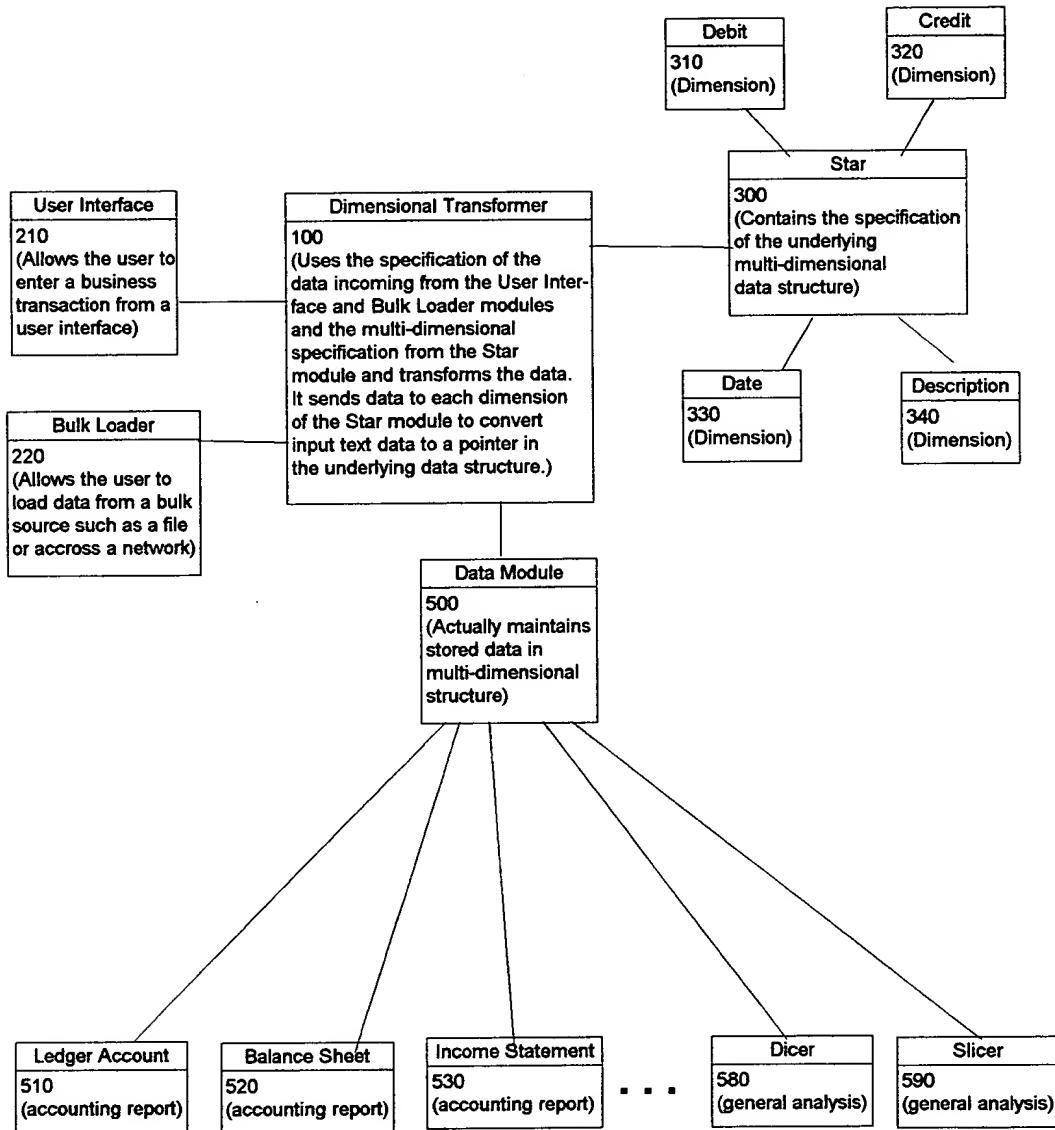 Debit
310
(Dimension)
Credit
320
(Dimension)
Star
300
(Contains the specification
of the underlying
multi-dimensional
data structure)
User Interface
210
(Allows the user to
enter a business
transaction from a
user interface)
Dimensional Transformer
100
(Uses the specification of the
data incoming from the User Inter-
face and Bulk Loader modules
and the multi-dimensional
specification from the Star
module and transforms the data.
It sends data to each dimension
of the Star module to convert
input text data to a pointer in
the underlying data structure.)
Date
330
(Dimension)
Description
340
(Dimension)
Bulk Loader
220
(Allows the user to
load data from a bulk
source such as a file
or accross a network)
Data Module
500
(Actually maintains
stored data in
multi-dimensional
structure)
Ledger Account
510
(accounting report)
Balance Sheet
520
(accounting report)
Income Statement
530
(accounting report)
. . .
Dicer
580
(general analysis)
Slicer
590
(general analysis)